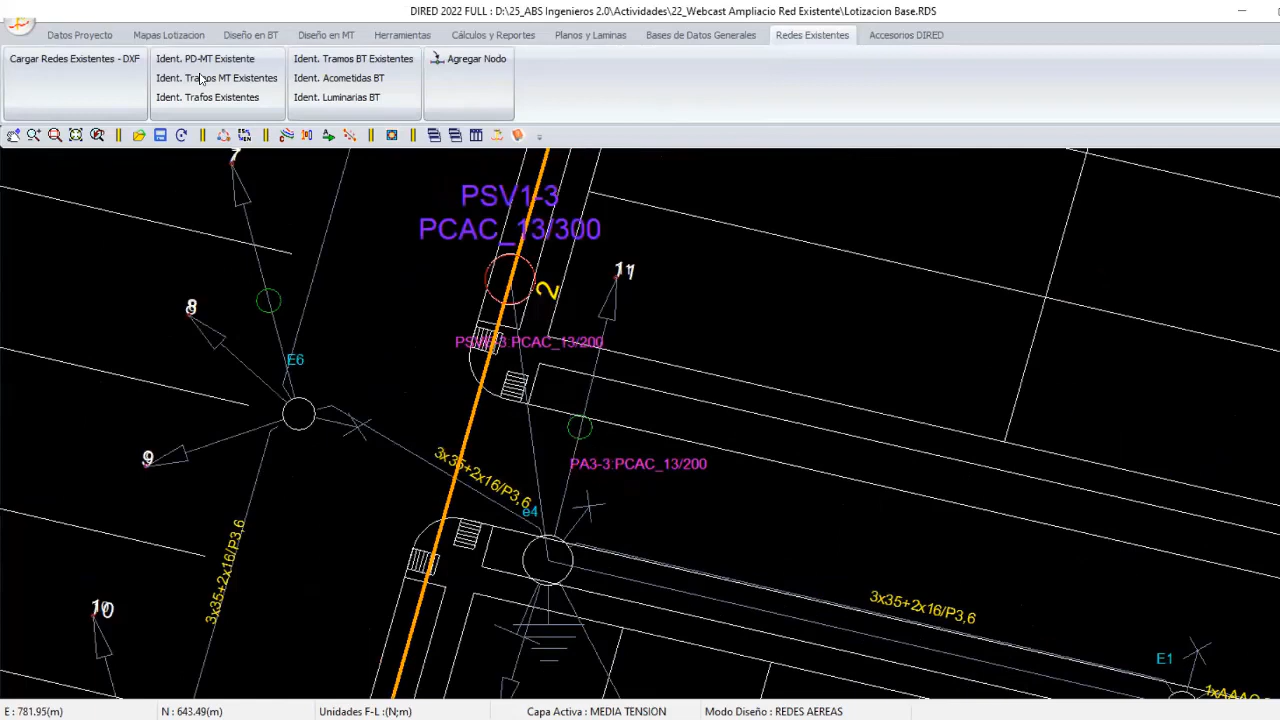 DIRED 2022 FULL : D:\25_ABS Ingenieros 2.0\Actividades\22_Webcast Ampliacio Red Existente\Lotizacion Base.RDS
Datos Proyecto Mapas Lotización Diseño en BT Diseño en MT Herramientas Cálculos y Reportes Planos y Laminas Bases de Datos Generales Redes Existentes Accesorios DIRED
Cargar Redes Existentes - DXF Ident. PD-MT Existente Ident. Tramos BT Existentes Agregar Nodo
Ident. Tramos MT Existentes Ident. Acometidas BT
Ident. Trafos Existentes Ident. Luminarias BT
7
PSV1-3
PCAC_13/300
11
2
8
PCAC_13/200
E6
3x35+2x16/P3,6
9
PA3-3:PCAC_13/200
e4
3x35+2x16/P3,6
10
3x35+2x16/P3,6
E1
E : 781.95(m) N : 643.49(m) Unidades F-L :(N;m) Capa Activa : MEDIA TENSION Modo Diseño : REDES AEREAS